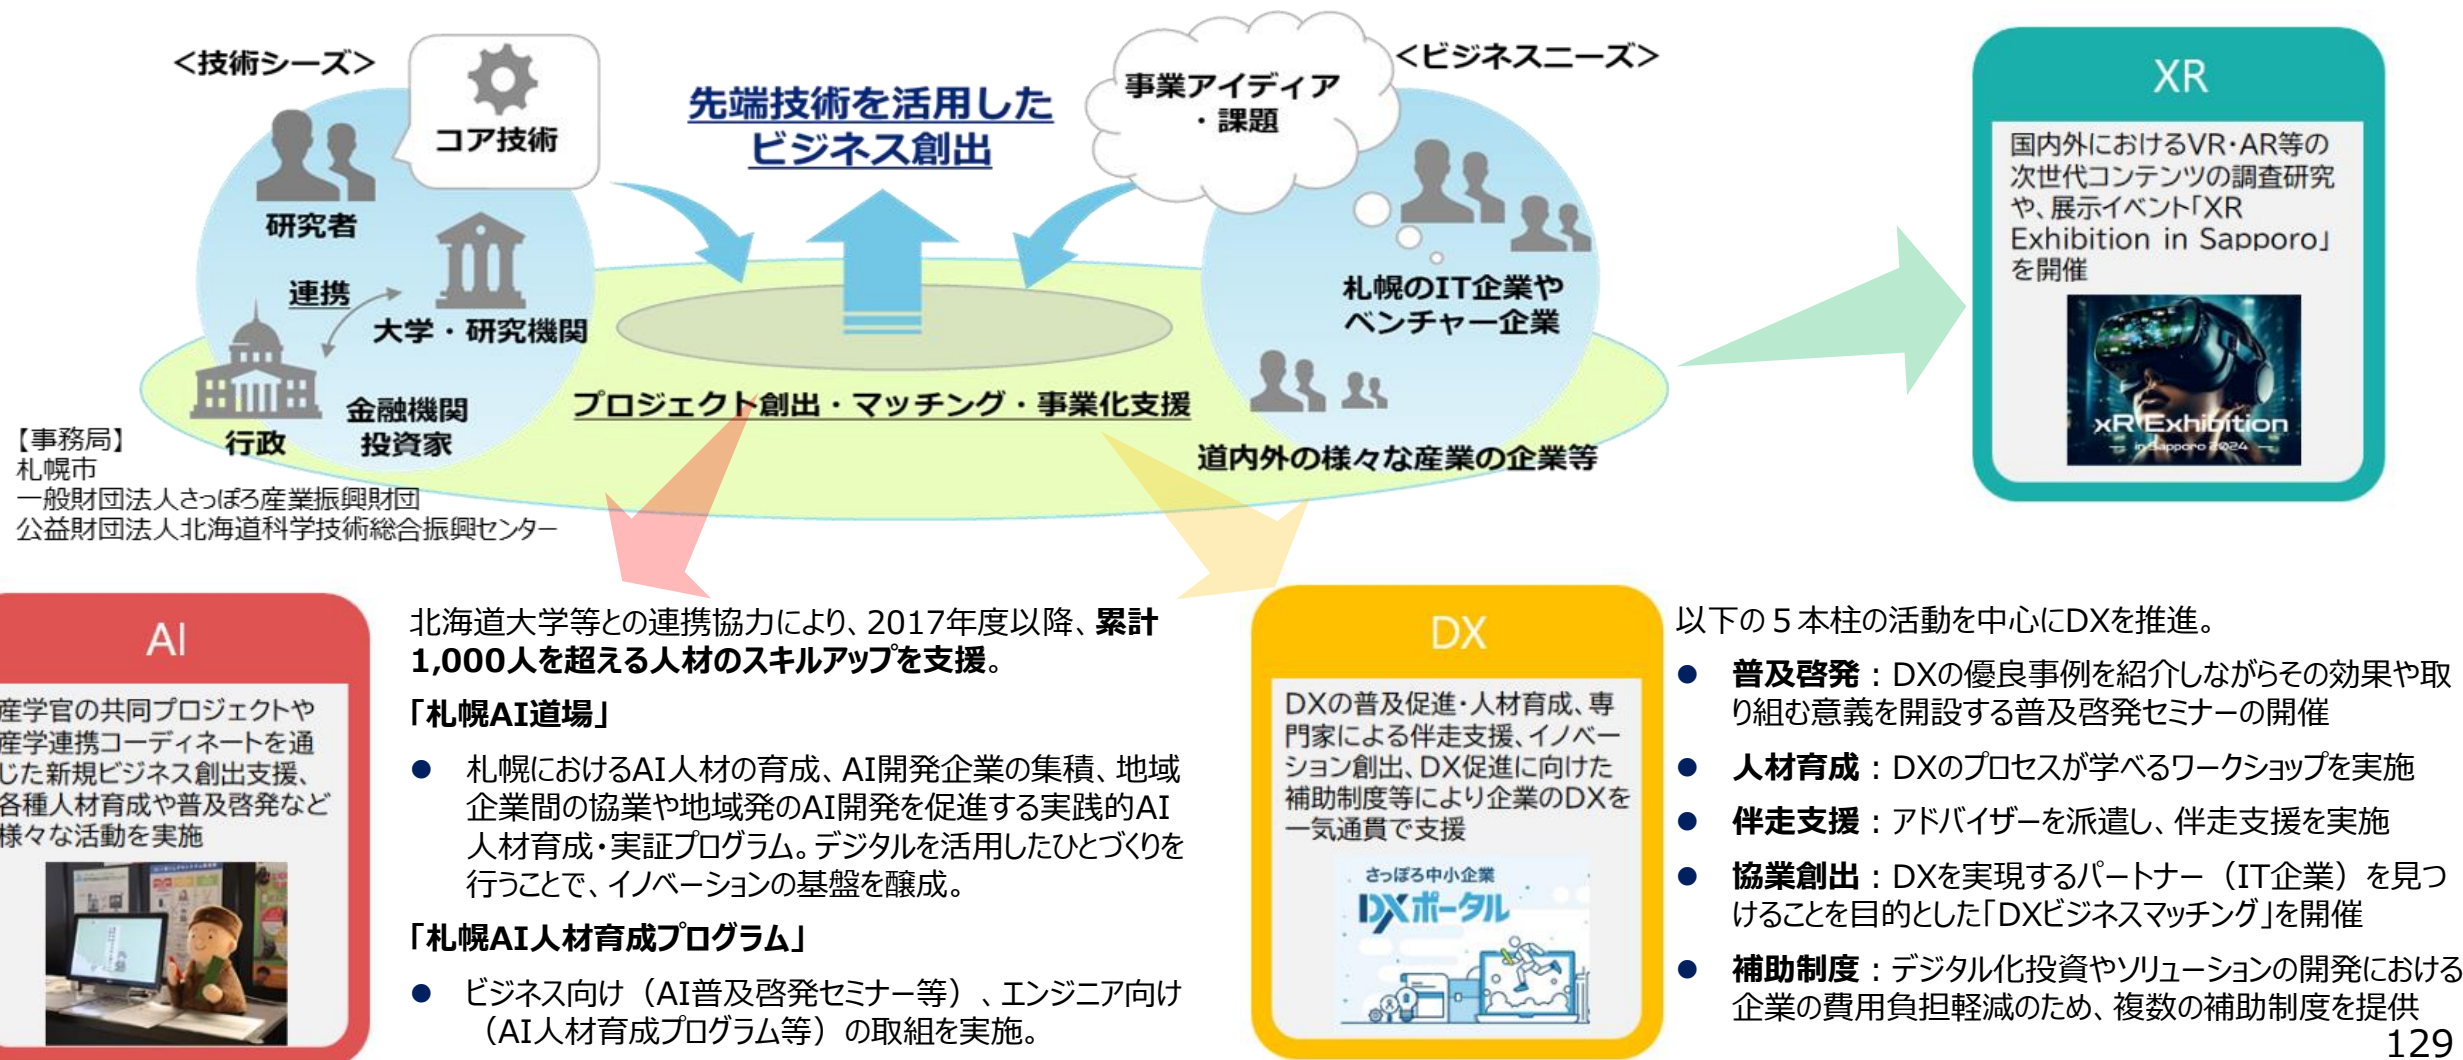 <技術シーズ>
コア技術
研究者
連携
大学・研究機関
行政
金融機関
投資家
先端技術を活用した
ビジネス創出
プロジェクト創出・マッチング・事業化支援
事業アイディア
・課題
<ビジネスニーズ>
札幌のIT企業や
ベンチャー企業
道内外の様々な産業の企業等
【事務局】
札幌市
一般財団法人さっぽろ産業振興財団
公益財団法人北海道科学技術総合振興センター
XR
国内外におけるVR・AR等の
次世代コンテンツの調査研究
や、展示イベント「XR
Exhibition in Sapporo」
を開催
xR Exhibition
in Sapporo 2024
AI
産学官の共同プロジェクトや
産学連携コーディネートを通
じた新規ビジネス創出支援、
各種人材育成や普及啓発など
様々な活動を実施
北海道大学等との連携協力により、2017年度以降、累計
1,000人を超える人材のスキルアップを支援。
「札幌AI道場」
● 札幌におけるAI人材の育成、AI開発企業の集積、地域
企業間の協業や地域発のAI開発を促進する実践的AI
人材育成・実証プログラム。デジタルを活用したひとづくりを
行うことで、イノベーションの基盤を醸成。
「札幌AI人材育成プログラム」
● ビジネス向け（AI普及啓発セミナー等）、エンジニア向け
（AI人材育成プログラム等）の取組を実施。
DX
DXの普及促進・人材育成、専
門家による伴走支援、イノベー
ション創出、DX促進に向けた
補助制度等により企業のDXを
一気通貫で支援
さっぽろ中小企業
DXポータル
以下の５本柱の活動を中心にDXを推進。
● 普及啓発：DXの優良事例を紹介しながらその効果や取
り組む意義を開設する普及啓発セミナーの開催
● 人材育成：DXのプロセスが学べるワークショップを実施
● 伴走支援：アドバイザーを派遣し、伴走支援を実施
● 協業創出：DXを実現するパートナー（IT企業）を見つ
けることを目的とした「DXビジネスマッチング」を開催
● 補助制度：デジタル化投資やソリューションの開発における
企業の費用負担軽減のため、複数の補助制度を提供
129